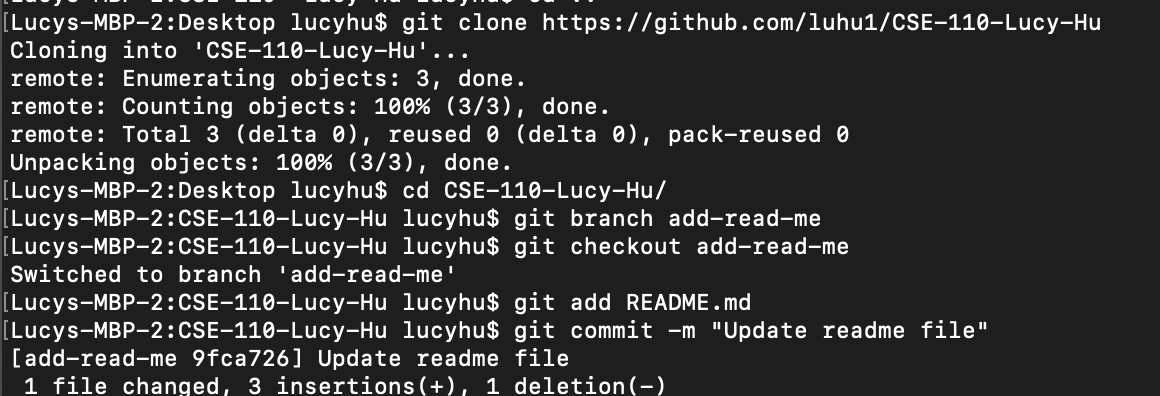 [Lucys-MBP-2:Desktop lucyhu$ git clone https://github.com/luhu1/CSE-110-Lucy-Hu
Cloning into 'CSE-110-Lucy-Hu'...
remote: Enumerating objects: 3, done.
remote: Counting objects: 100% (3/3), done.
remote: Total 3 (delta 0), reused 0 (delta 0), pack-reused 0
Unpacking objects: 100% (3/3), done.
[Lucys-MBP-2:Desktop lucyhu$ cd CSE-110-Lucy-Hu/
[Lucys-MBP-2:CSE-110-Lucy-Hu lucyhu$ git branch add-read-me
[Lucys-MBP-2:CSE-110-Lucy-Hu lucyhu$ git checkout add-read-me
Switched to branch 'add-read-me'
[Lucys-MBP-2:CSE-110-Lucy-Hu lucyhu$ git add README.md
[Lucys-MBP-2:CSE-110-Lucy-Hu lucyhu$ git commit -m "Update readme file"
[add-read-me 9fca726] Update readme file
1 file changed, 3 insertions(+), 1 deletion(-)